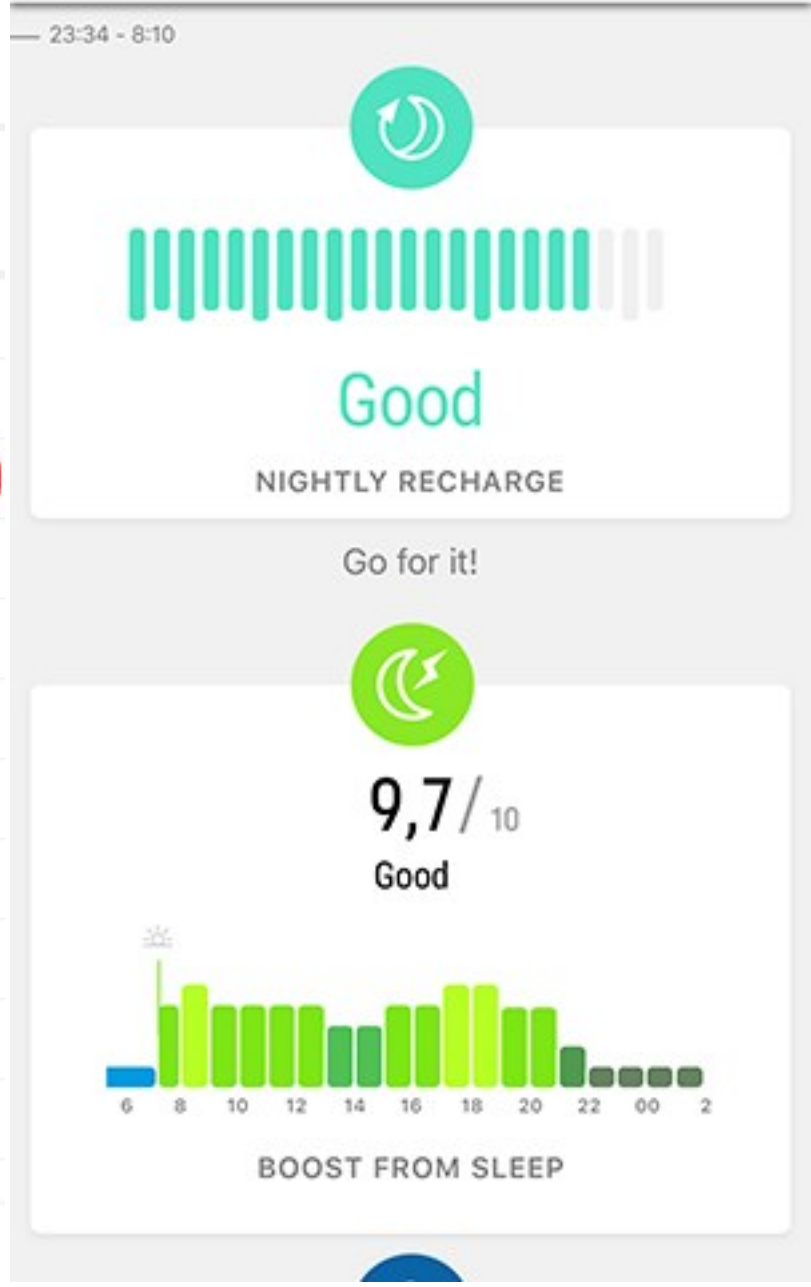 23:34 - 8:10
Good
NIGHTLY RECHARGE
Go for it!
9,7/ 10
Good
6 8 10 12 14 16 18 20 22 00 2
BOOST FROM SLEEP